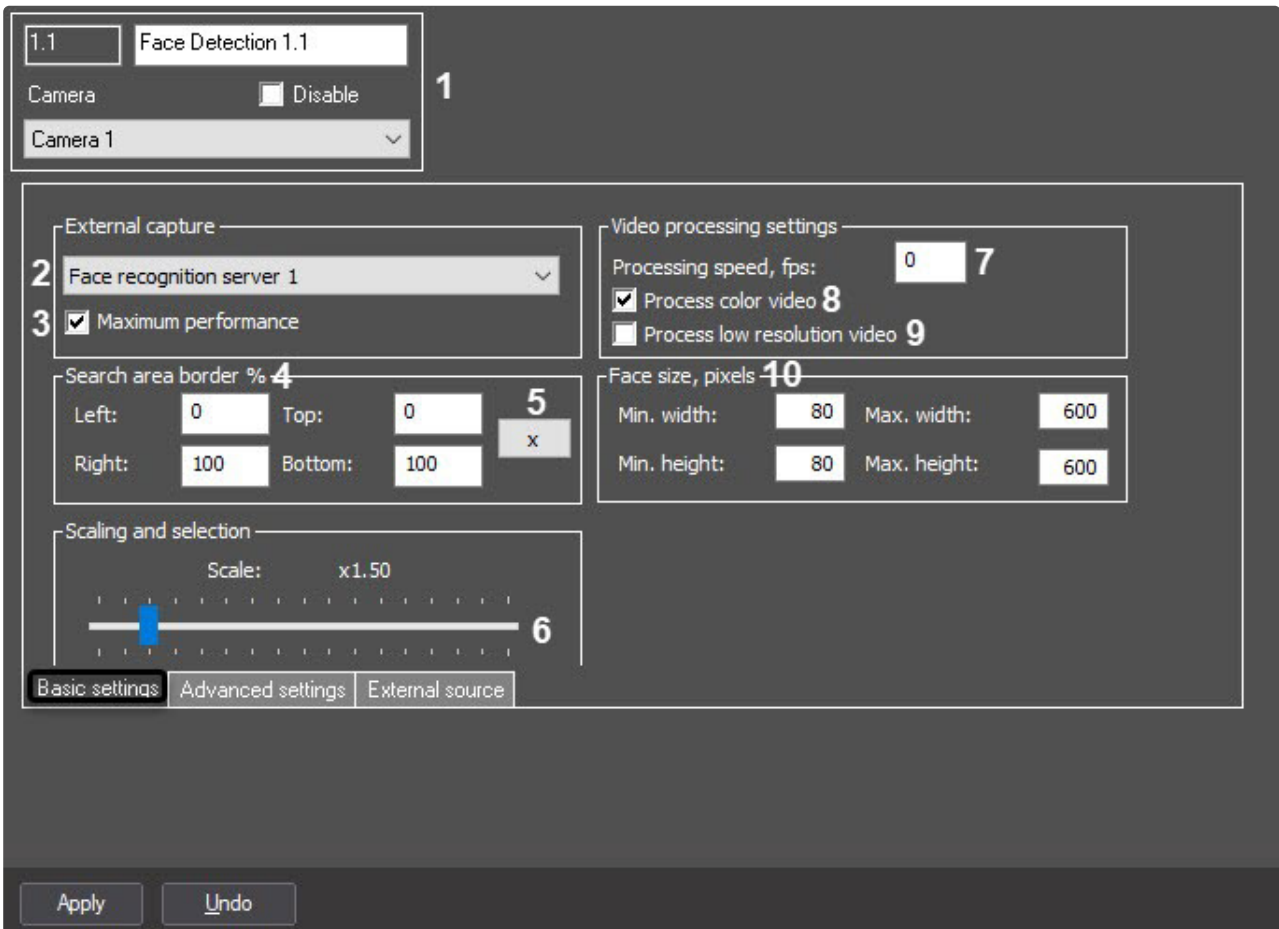 1.1 Face Detection 1.1
Camera Disable 1
Camera 1
External capture
2 Face recognition server 1
3 Maximum performance
Video processing settings
Processing speed, fps: 0 7
Process color video 8
Process low resolution video 9
Search area border % 4
Left: 0 Top: 0 5
x
Right: 100 Bottom: 100
Face size, pixels 10
Min. width: 80 Max. width: 600
Min. height: 80 Max. height: 600
Scaling and selection
Scale: x1.50
6
Basic settings Advanced settings External source
Apply Undo